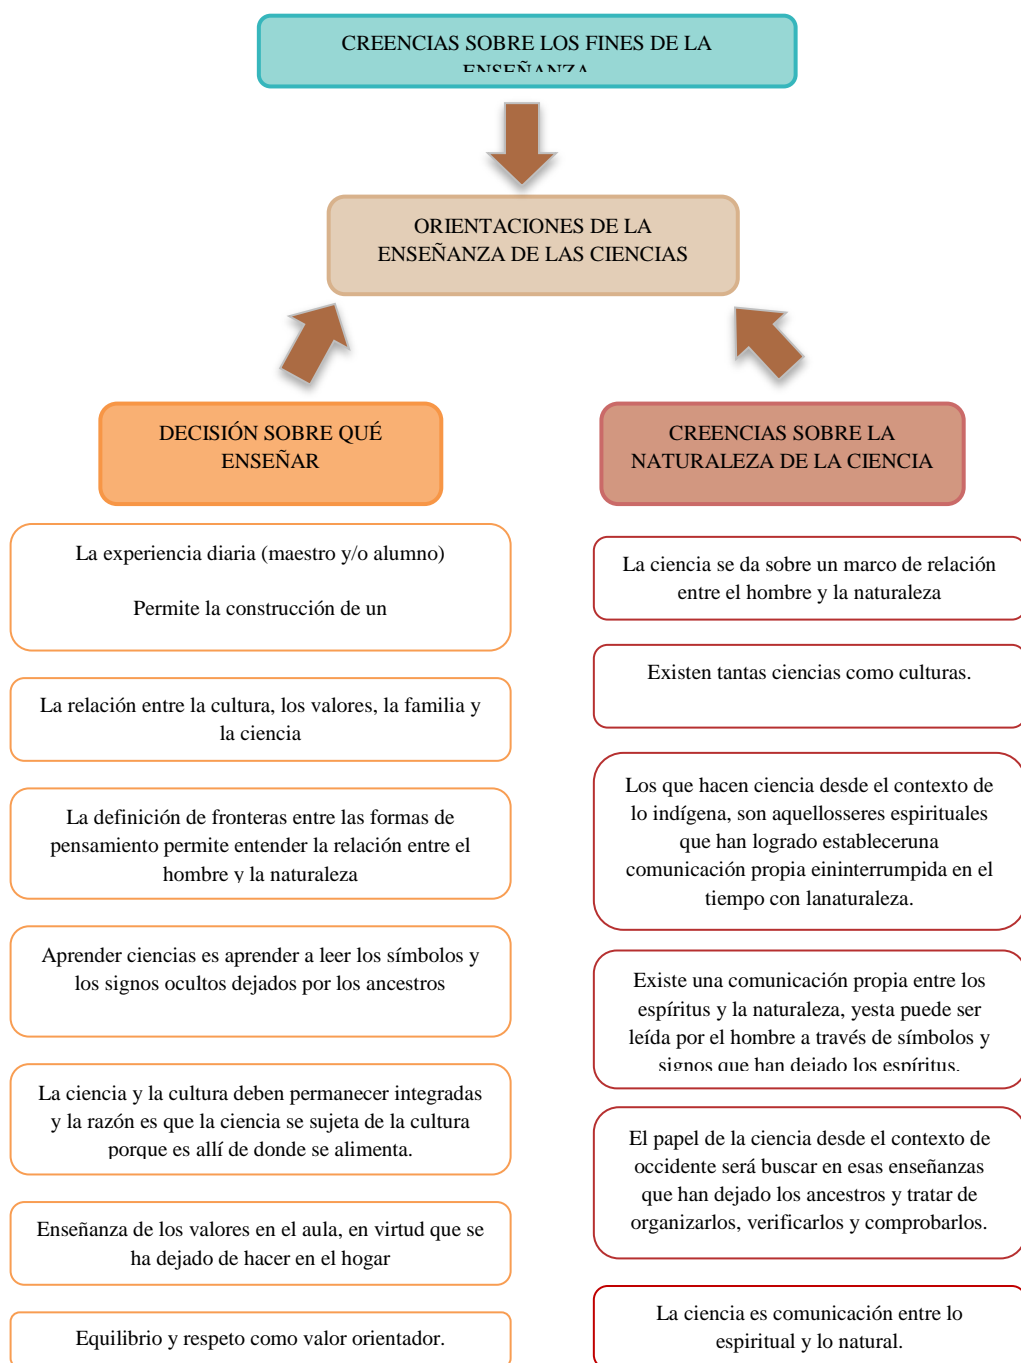 CREENCIAS SOBRE LOS FINES DE LA
ENSEÑANZA
ORIENTACIONES DE LA
ENSEÑANZA DE LAS CIENCIAS
DECISIÓN SOBRE QUÉ
ENSEÑAR
La experiencia diaria (maestro y/o alumno)
Permite la construcción de un
La relación entre la cultura, los valores, la familia y
la ciencia
La definición de fronteras entre las formas de
pensamiento permite entender la relación entre el
hombre y la naturaleza
Aprender ciencias es aprender a leer los símbolos y
los signos ocultos dejados por los ancestros
La ciencia y la cultura deben permanecer integradas
y la razón es que la ciencia se sujeta de la cultura
porque es allí de donde se alimenta.
Enseñanza de los valores en el aula, en virtud que se
ha dejado de hacer en el hogar
Equilibrio y respeto como valor orientador.
CREENCIAS SOBRE LA
NATURALEZA DE LA CIENCIA
La ciencia se da sobre un marco de relación
entre el hombre y la naturaleza
Existen tantas ciencias como culturas.
Los que hacen ciencia desde el contexto de
lo indígena, son aquellosseres espirituales
que han logrado estableceruna
comunicación propia eininterrumpida en el
tiempo con lanaturaleza.
Existe una comunicación propia entre los
espíritus y la naturaleza, yesta puede ser
leída por el hombre a través de símbolos y
signos que han dejado los espíritus.
El papel de la ciencia desde el contexto de
occidente será buscar en esas enseñanzas
que han dejado los ancestros y tratar de
organizarlos, verificarlos y comprobarlos.
La ciencia es comunicación entre lo
espiritual y lo natural.